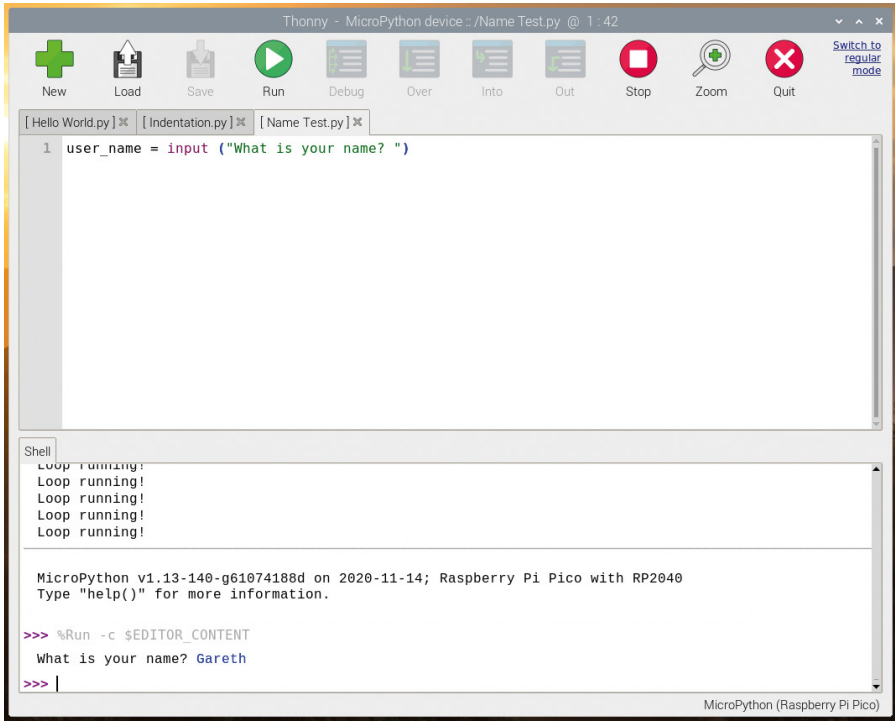 Thonny - MicroPython device :: /Name Test.py @ 1 : 42
Switch to
regular
mode
New Load Save Run Debug Over Into Out Stop Zoom Quit
[ Hello World.py ] [ Indentation.py ] [ Name Test.py ]
1 user_name = input ("What is your name? ")
Shell
Loop running!
Loop running!
Loop running!
Loop running!
Loop running!
MicroPython v1.13-140-g61074188d on 2020-11-14; Raspberry Pi Pico with RP2040
Type "help()" for more information.
>>> %Run -c $EDITOR_CONTENT
What is your name? Gareth
>>>
MicroPython (Raspberry Pi Pico)